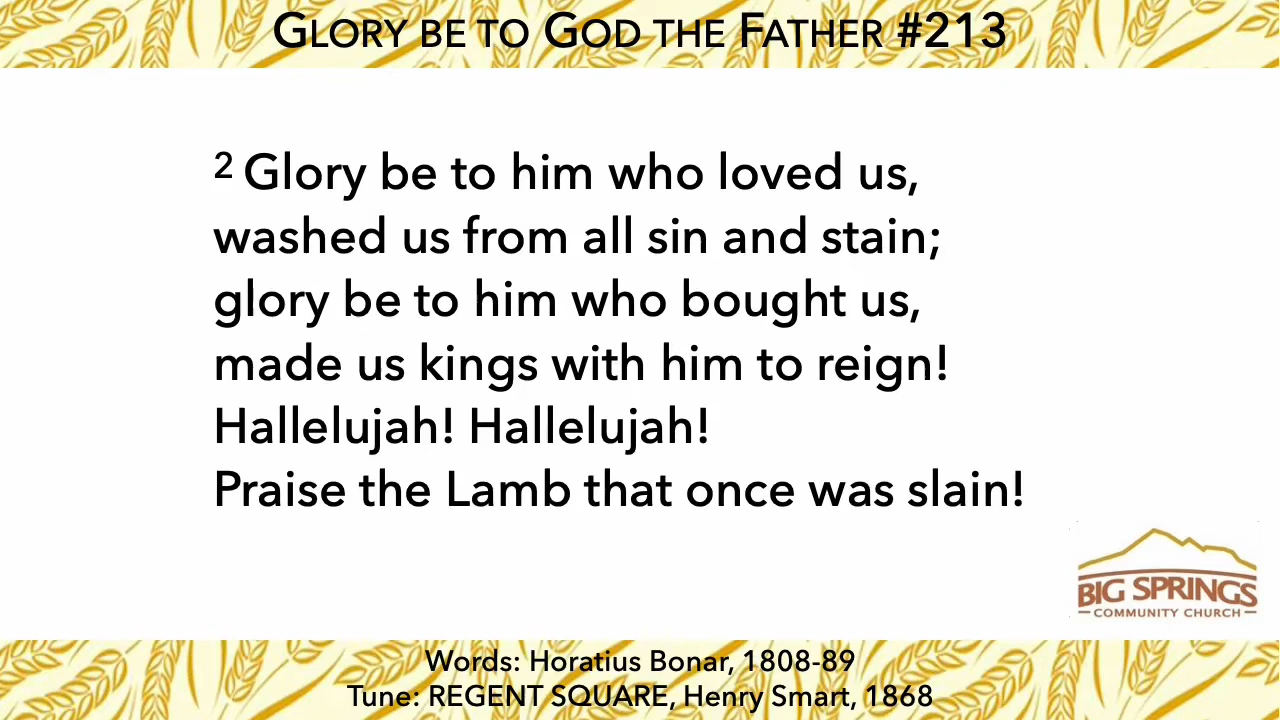 GLORY BE TO GOD THE FATHER #213
2 Glory be to him who loved us,
washed us from all sin and stain;
glory be to him who bought us,
made us kings with him to reign!
Hallelujah! Hallelujah!
Praise the Lamb that once was slain!
BIG SPRINGS
COMMUNITY CHURCH
Words: Horatius Bonar, 1808-89
Tune: REGENT SQUARE, Henry Smart, 1868